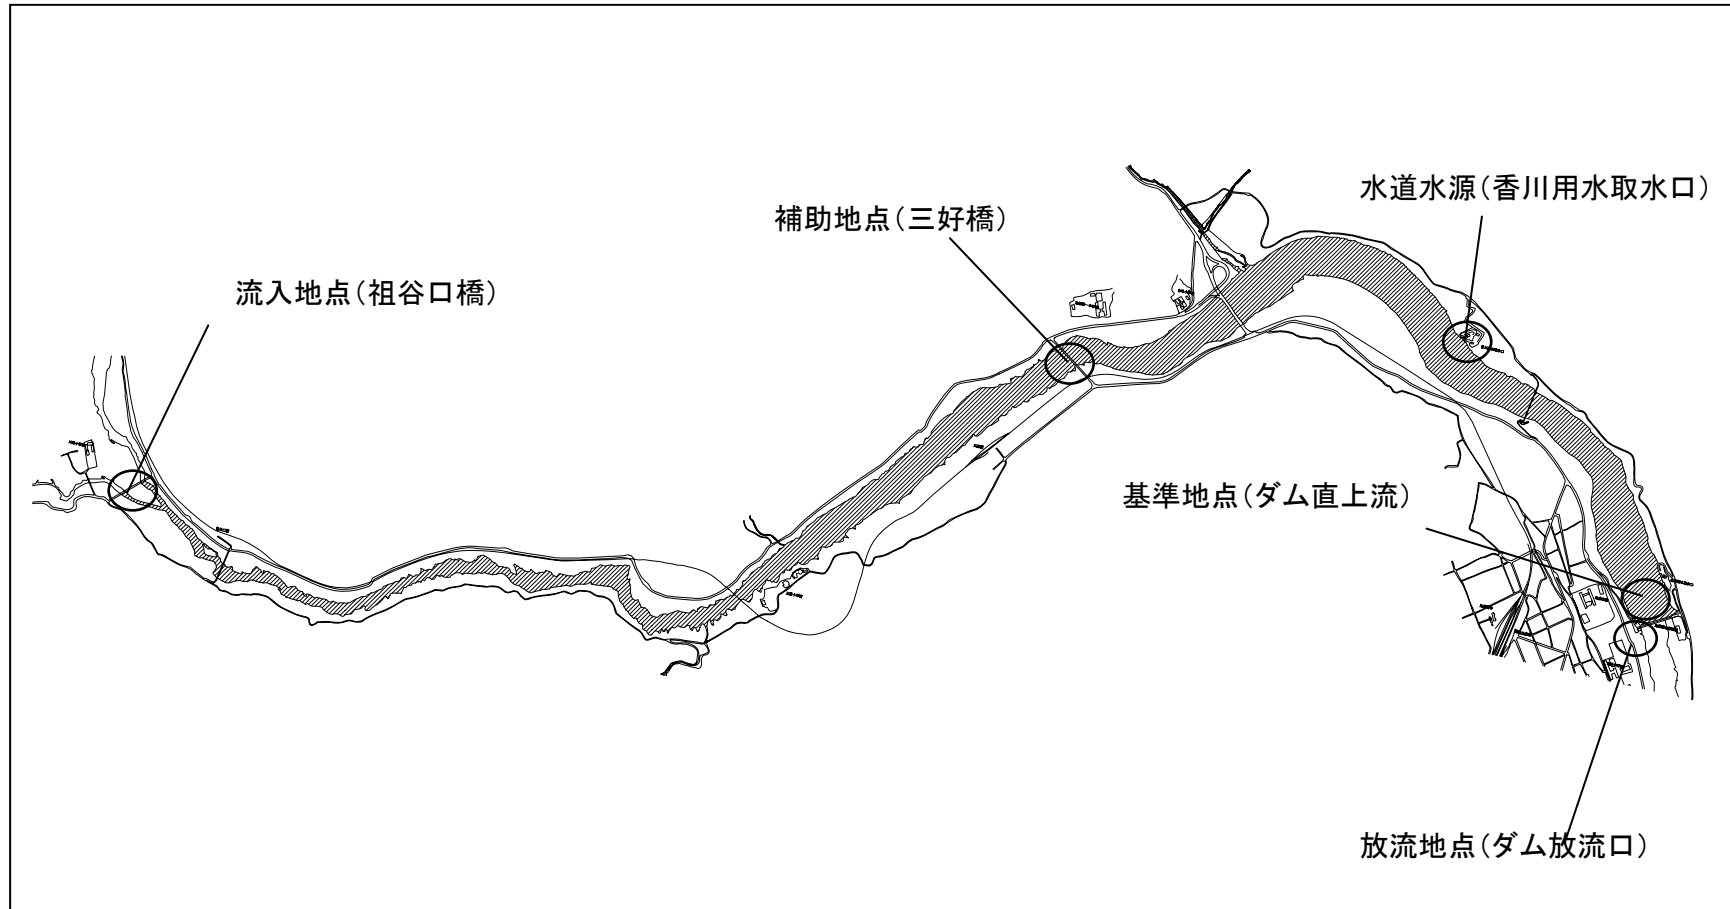 水道水源（香川用水取水口）
補助地点（三好橋）
流入地点（祖谷口橋）
基準地点（ダム直上流）
放流地点（ダム放流口）